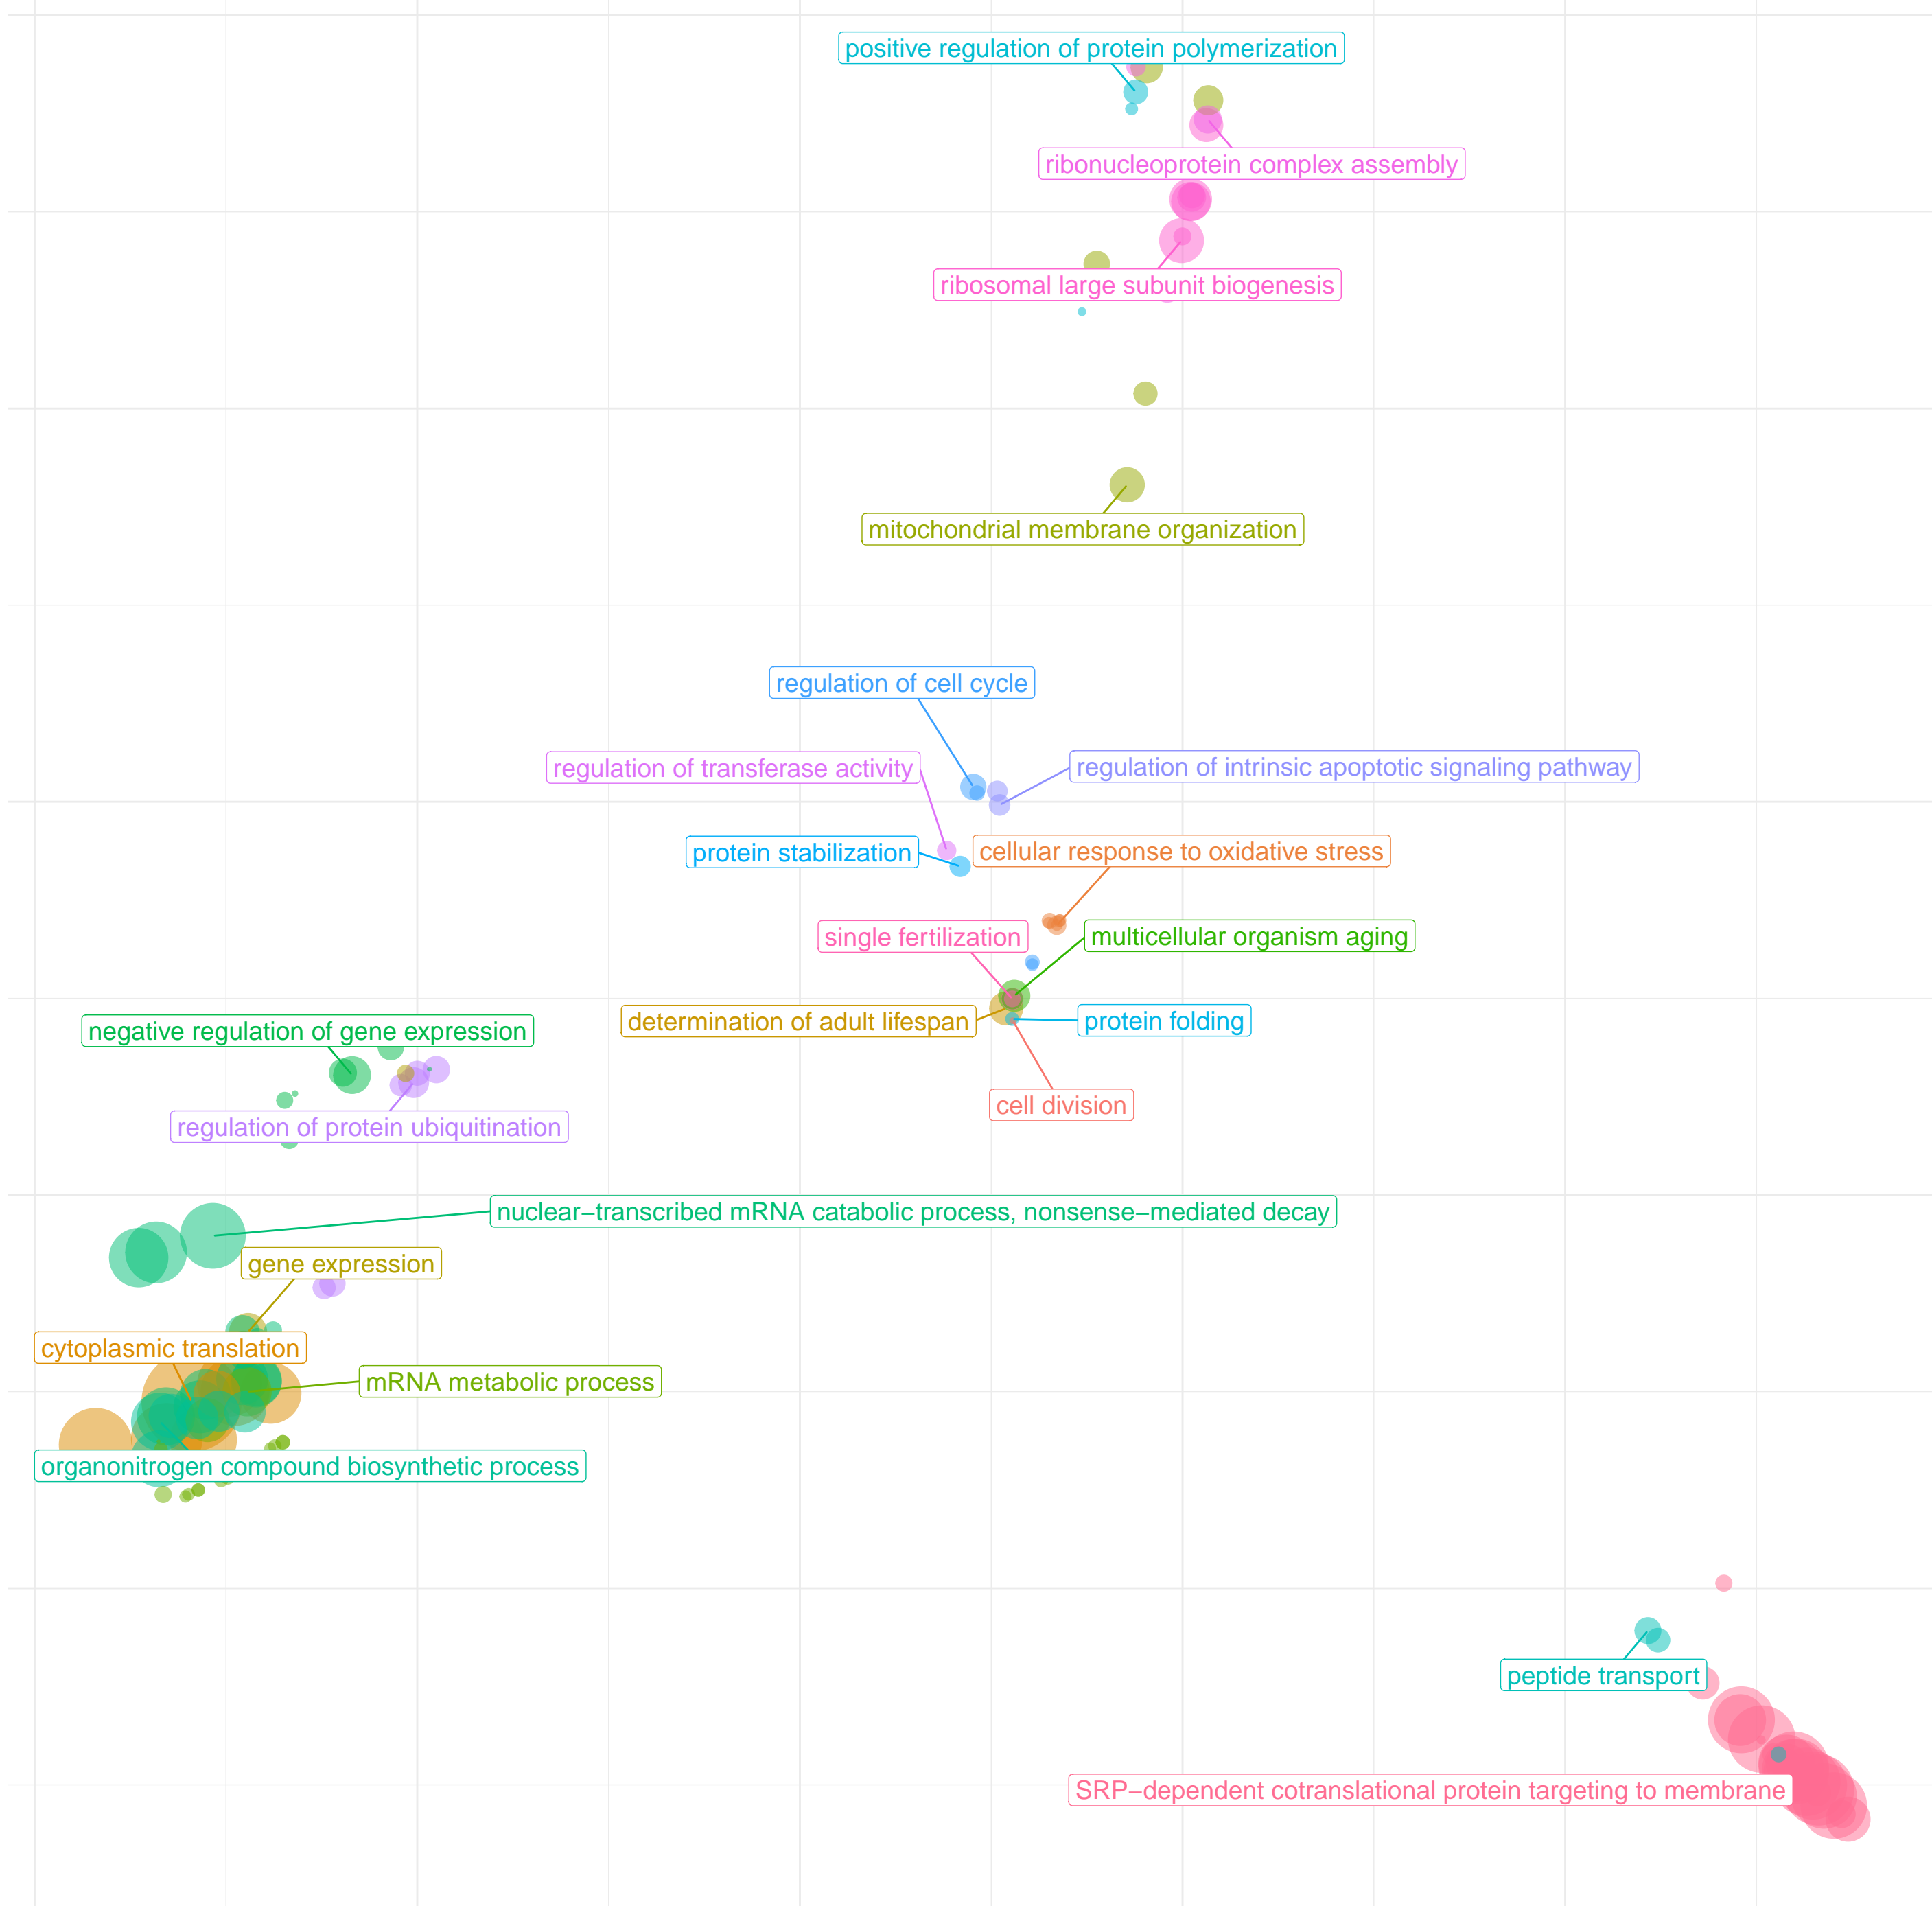 positive regulation of protein polymerization
ribonucleoprotein complex assembly
ribosomal large subunit biogenesis
mitochondrial membrane organization
regulation of cell cycle
regulation of transferase activity
regulation of intrinsic apoptotic signaling pathway
protein stabilization
cellular response to oxidative stress
single fertilization
multicellular organism aging
determination of adult lifespan
protein folding
negative regulation of gene expression
cell division
regulation of protein ubiquitination
nuclear−transcribed mRNA catabolic process, nonsense−mediated decay
gene expression
cytoplasmic translation
mRNA metabolic process
organonitrogen compound biosynthetic process
peptide transport
SRP−dependent cotranslational protein targeting to membrane